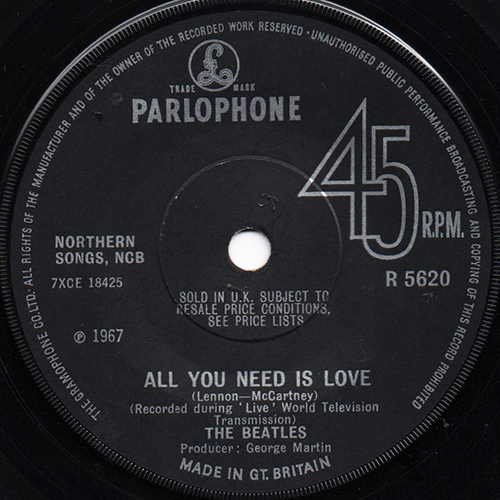 THE GRAMOPHONE CO. LTD. ALL RIGHTS OF THE MANUFACTURER AND OF THE OWNER OF THE RECORDED WORK RESERVED · UNAUTHORISED PUBLIC PERFORMANCE BROADCASTING AND COPYING OF THIS RECORD PROHIBITED
£
TRADE MARK
PARLOPHONE
45
R.P.M.
NORTHERN
SONGS, NCB
7XCE 18425
R 5620
SOLD IN U.K. SUBJECT TO
RESALE PRICE CONDITIONS,
SEE PRICE LISTS
℗ 1967
ALL YOU NEED IS LOVE
(Lennon—McCartney)
(Recorded during 'Live' World Television
Transmission)
THE BEATLES
Producer: George Martin
MADE IN GT. BRITAIN